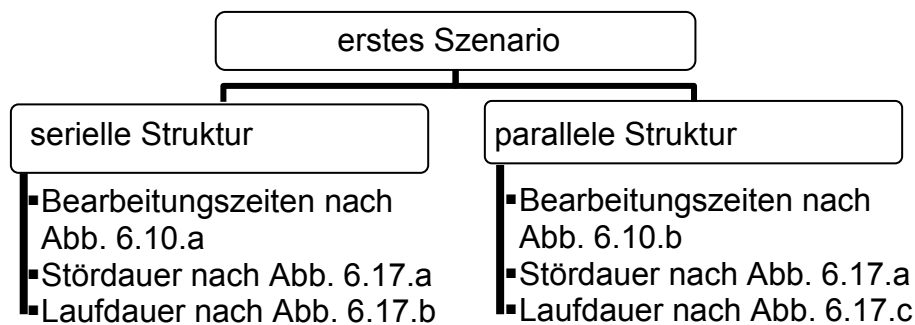 erstes Szenario
serielle Struktur
▪Bearbeitungszeiten nach
Abb. 6.10.a
▪Stördauer nach Abb. 6.17.a
▪Laufdauer nach Abb. 6.17.b
parallele Struktur
▪Bearbeitungszeiten nach
Abb. 6.10.b
▪Stördauer nach Abb. 6.17.a
▪Laufdauer nach Abb. 6.17.c